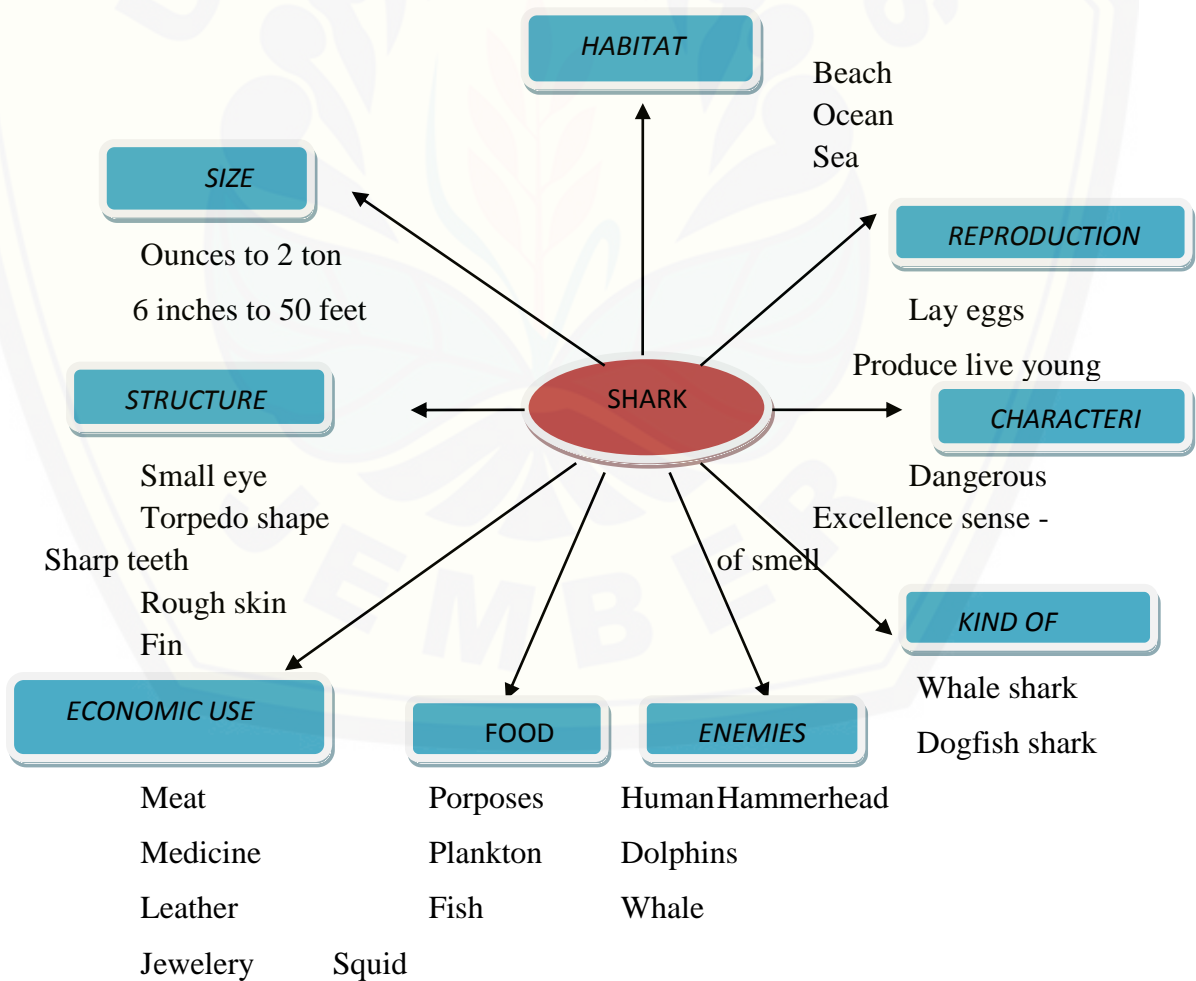 HABITAT
Beach
Ocean
Sea
SIZE
Ounces to 2 ton
6 inches to 50 feet
REPRODUCTION
Lay eggs
Produce live young
SHARK
STRUCTURE
Small eye
Torpedo shape
Sharp teeth
Rough skin
Fin
CHARACTERI
Dangerous
Excellence sense -
of smell
KIND OF
Whale shark
Dogfish shark
ECONOMIC USE
Meat
Medicine
Leather
Jewelery
FOOD
Porposes
Plankton
Fish
Squid
ENEMIES
HumanHammerhead
Dolphins
Whale
JEMBER